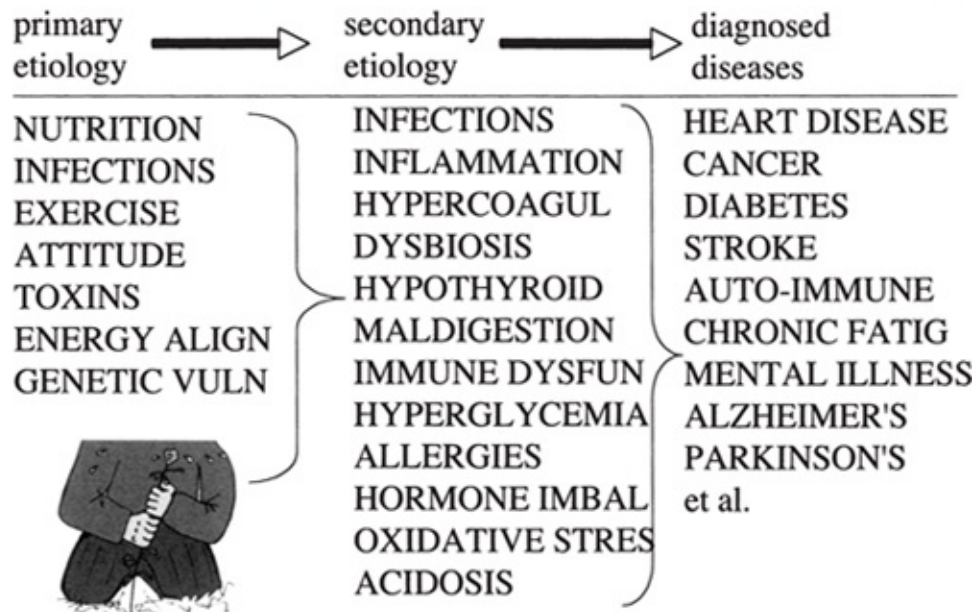 primary
etiology
secondary
etiology
diagnosed
diseases
NUTRITION
INFECTIONS
EXERCISE
ATTITUDE
TOXINS
ENERGY ALIGN
GENETIC VULN
INFECTIONS
INFLAMMATION
HYPERCOAGUL
DYSBIOSIS
HYPOTHYROID
MALDIGESTION
IMMUNE DYSFUN
HYPERGLYCEMIA
ALLERGIES
HORMONE IMBAL
OXIDATIVE STRES
ACIDOSIS
HEART DISEASE
CANCER
DIABETES
STROKE
AUTO-IMMUNE
CHRONIC FATIG
MENTAL ILLNESS
ALZHEIMER'S
PARKINSON'S
et al.